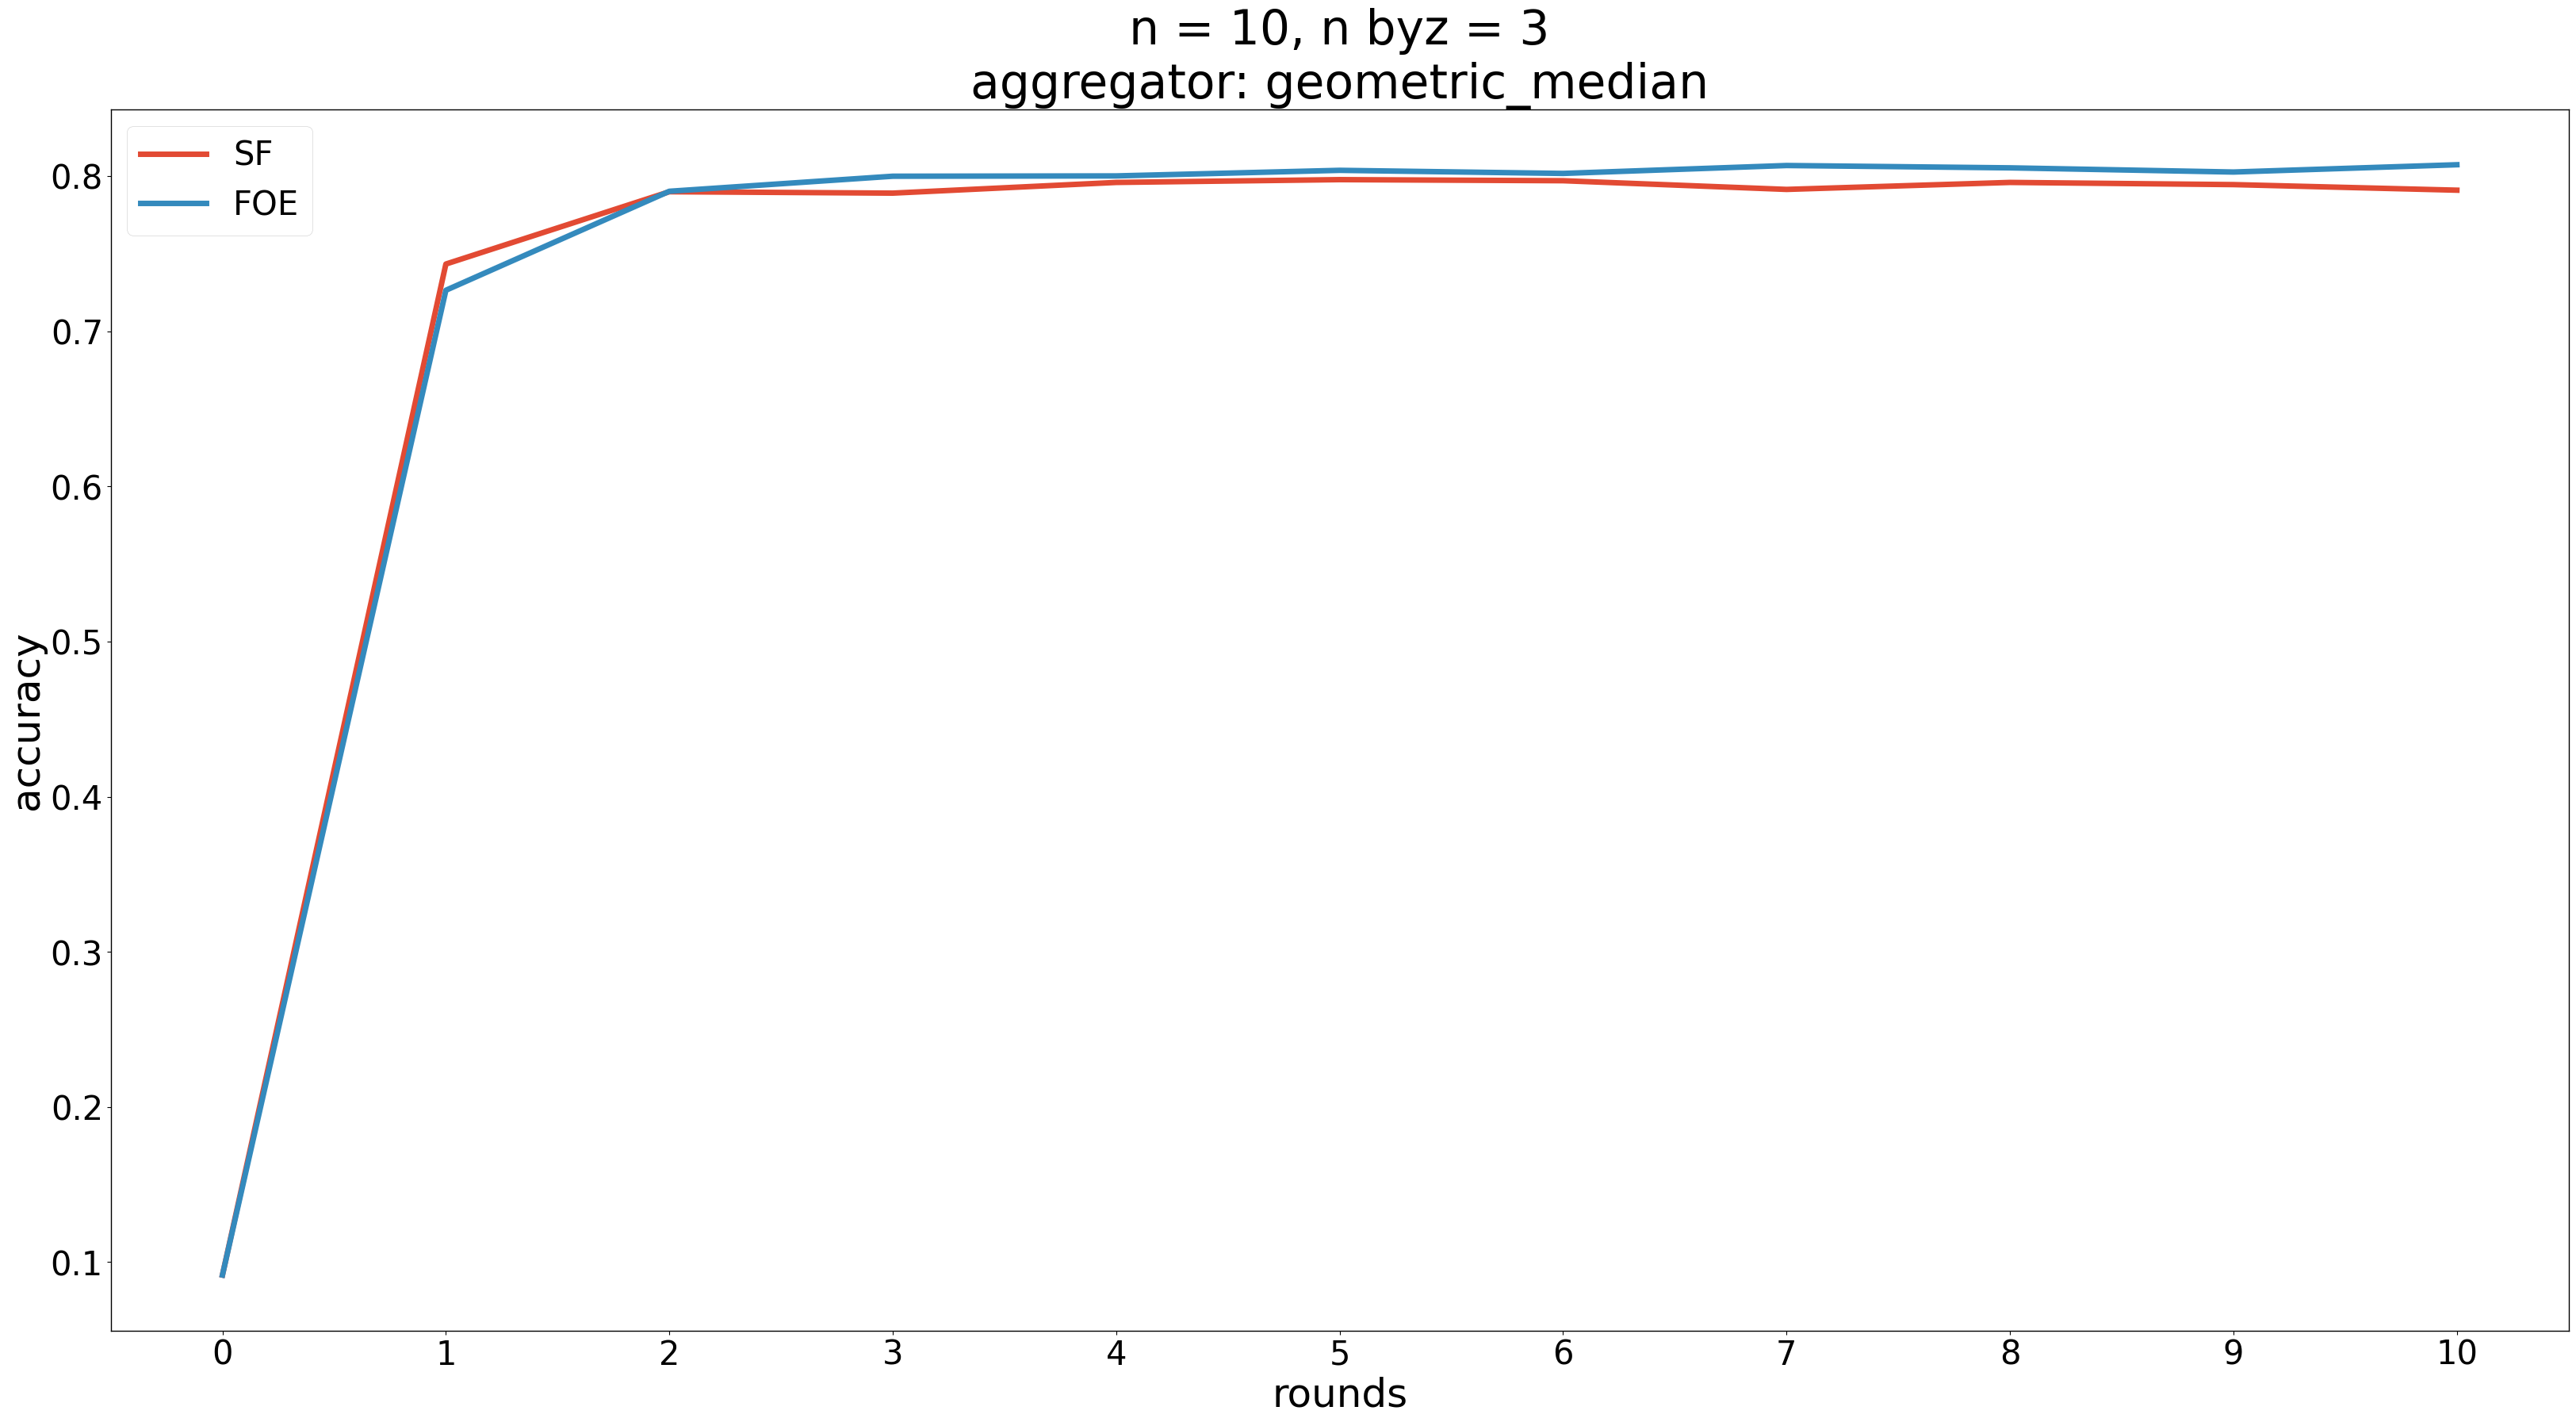 n = 10, n byz = 3
aggregator: geometric_median
SF
FOE
accuracy
0.8
0.7
0.6
0.5
0.4
0.3
0.2
0.1
0 1 2 3 4 5 6 7 8 9 10
rounds